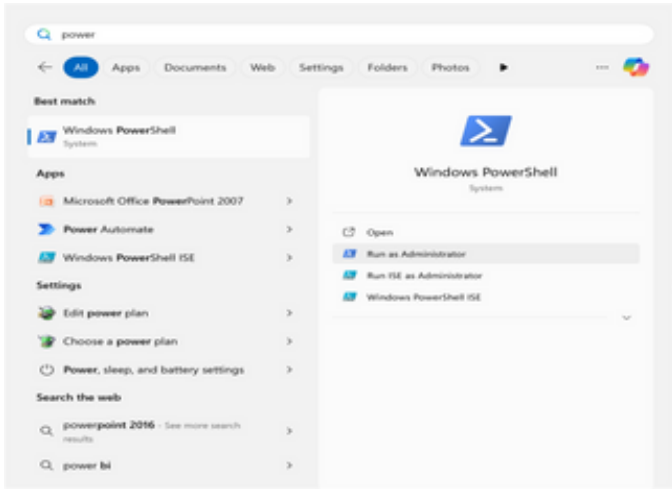 power
All Apps Documents Web Settings Folders Photos
Best match
Windows PowerShell
System
Apps
Microsoft Office PowerPoint 2007
Power Automate
Windows PowerShell ISE
Settings
Edit power plan
Choose a power plan
Power, sleep, and battery settings
Search the web
powerpoint 2016 - See more search
results
power bi
Windows PowerShell
System
Open
Run as Administrator
Run ISE as Administrator
Windows PowerShell ISE